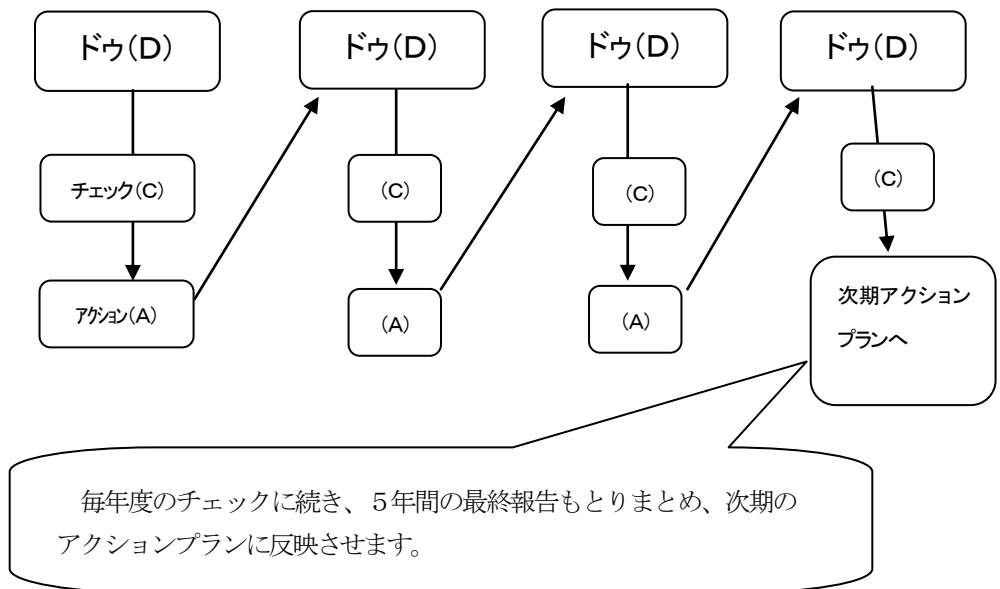 ドゥ(D)
ドゥ(D)
ドゥ(D)
ドゥ(D)
チェック(C)
(C)
(C)
(C)
アクション(A)
(A)
(A)
次期アクション
プランへ
毎年度のチェックに続き、５年間の最終報告もとりまとめ、次期の
アクションプランに反映させます。